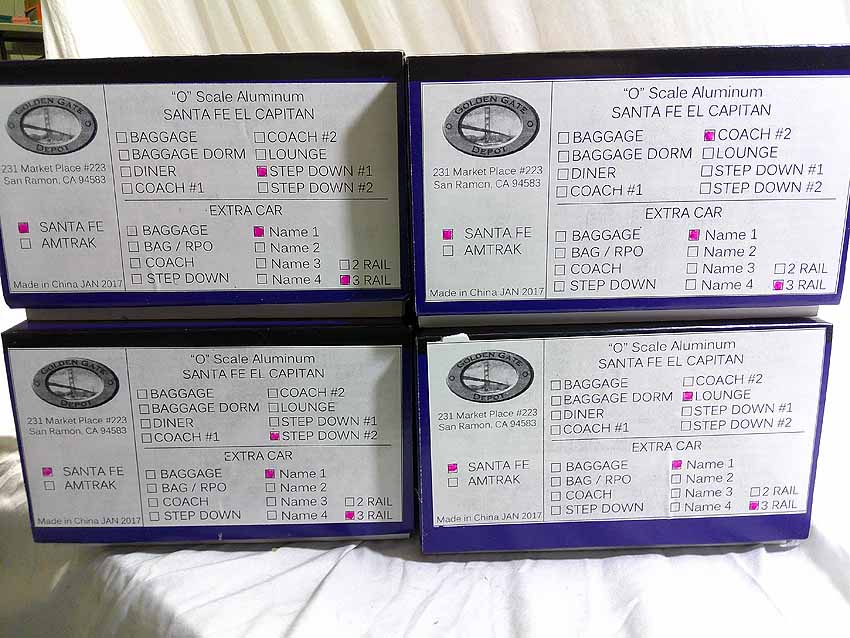 GOLDEN GATE
DEPOT
231 Market Place #223
San Ramon, CA 94583
SANTA FE
AMTRAK
Made in China JAN 2017
"O" Scale Aluminum
SANTA FE EL CAPITAN
BAGGAGE COACH #2
BAGGAGE DORM LOUNGE
DINER STEP DOWN #1
COACH #1 STEP DOWN #2
EXTRA CAR
BAGGAGE Name 1
BAG / RPO Name 2
COACH Name 3 2 RAIL
STEP DOWN Name 4 3 RAIL
GOLDEN GATE
DEPOT
231 Market Place #223
San Ramon, CA 94583
SANTA FE
AMTRAK
Made in China JAN 2017
"O" Scale Aluminum
SANTA FE EL CAPITAN
BAGGAGE COACH #2
BAGGAGE DORM LOUNGE
DINER STEP DOWN #1
COACH #1 STEP DOWN #2
EXTRA CAR
BAGGAGE Name 1
BAG / RPO Name 2
COACH Name 3 2 RAIL
STEP DOWN Name 4 3 RAIL
GOLDEN GATE
DEPOT
231 Market Place #223
San Ramon, CA 94583
SANTA FE
AMTRAK
Made in China JAN 2017
"O" Scale Aluminum
SANTA FE EL CAPITAN
BAGGAGE COACH #2
BAGGAGE DORM LOUNGE
DINER STEP DOWN #1
COACH #1 STEP DOWN #2
EXTRA CAR
BAGGAGE Name 1
BAG / RPO Name 2
COACH Name 3 2 RAIL
STEP DOWN Name 4 3 RAIL
GOLDEN GATE
DEPOT
231 Market Place #223
San Ramon, CA 94583
SANTA FE
AMTRAK
Made in China JAN 2017
"O" Scale Aluminum
SANTA FE EL CAPITAN
BAGGAGE COACH #2
BAGGAGE DORM LOUNGE
DINER STEP DOWN #1
COACH #1 STEP DOWN #2
EXTRA CAR
BAGGAGE Name 1
BAG / RPO Name 2
COACH Name 3 2 RAIL
STEP DOWN Name 4 3 RAIL